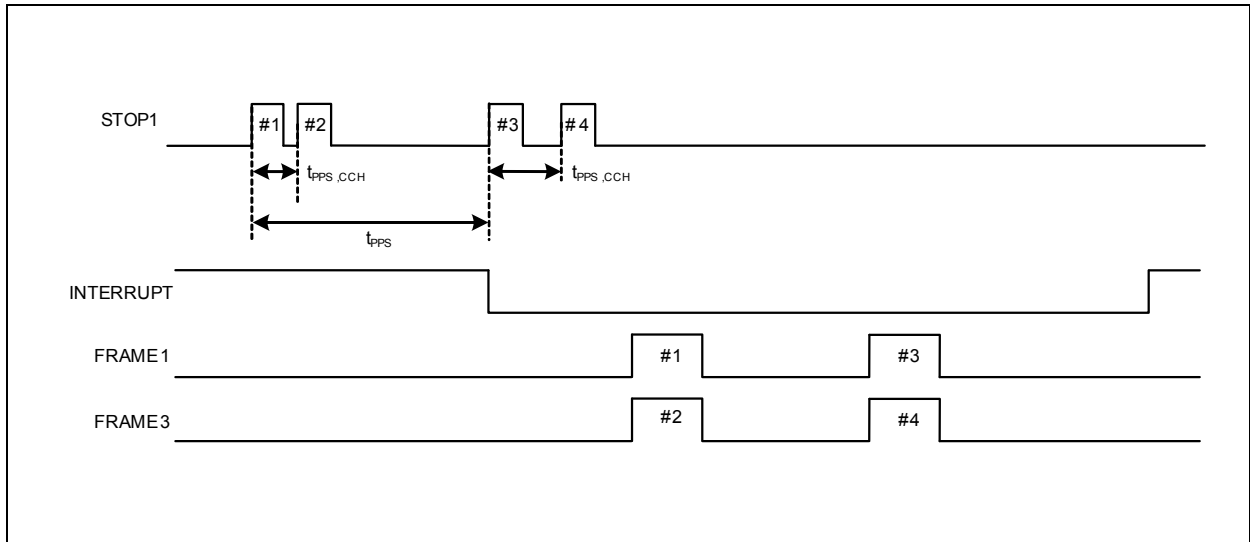 STOP1
#1 #2 #3 #4
tPPS,CCH tPPS,CCH
tPPS
INTERRUPT
FRAME1 #1 #3
FRAME3 #2 #4